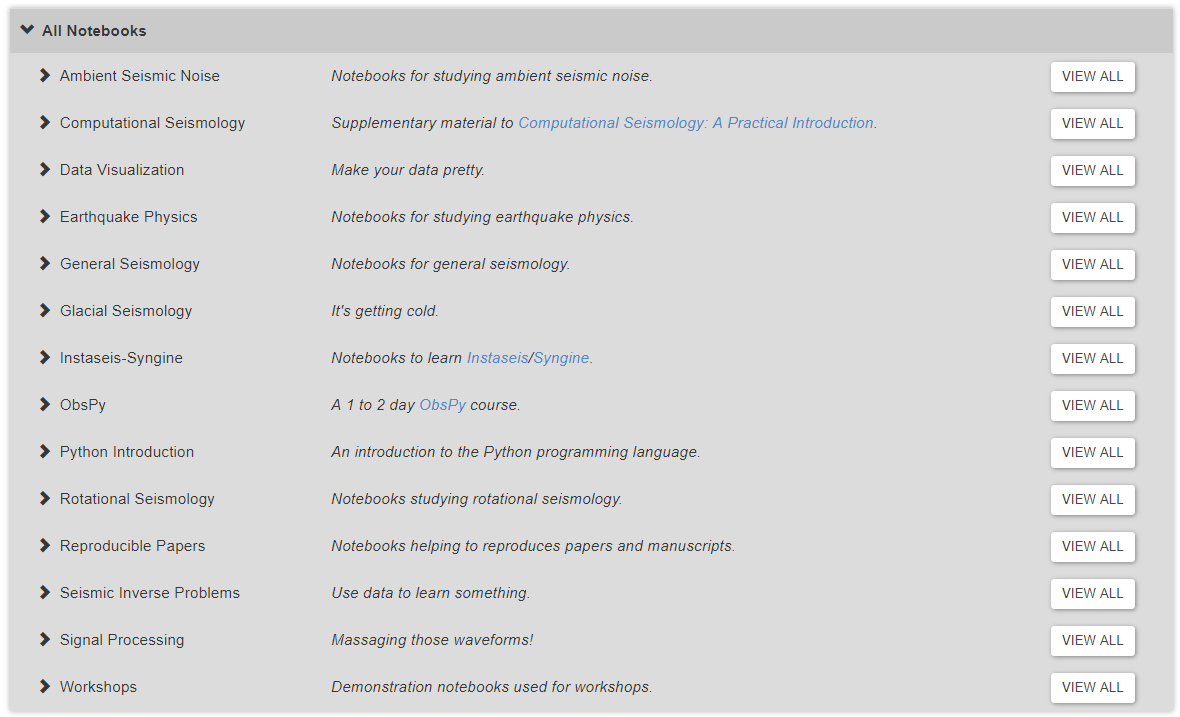 All Notebooks
Ambient Seismic Noise Notebooks for studying ambient seismic noise. VIEW ALL
Computational Seismology Supplementary material to Computational Seismology: A Practical Introduction. VIEW ALL
Data Visualization Make your data pretty. VIEW ALL
Earthquake Physics Notebooks for studying earthquake physics. VIEW ALL
General Seismology Notebooks for general seismology. VIEW ALL
Glacial Seismology It's getting cold. VIEW ALL
Instaseis-Syngine Notebooks to learn Instaseis/Syngine. VIEW ALL
ObsPy A 1 to 2 day ObsPy course. VIEW ALL
Python Introduction An introduction to the Python programming language. VIEW ALL
Rotational Seismology Notebooks studying rotational seismology. VIEW ALL
Reproducible Papers Notebooks helping to reproduces papers and manuscripts. VIEW ALL
Seismic Inverse Problems Use data to learn something. VIEW ALL
Signal Processing Massaging those waveforms! VIEW ALL
Workshops Demonstration notebooks used for workshops. VIEW ALL